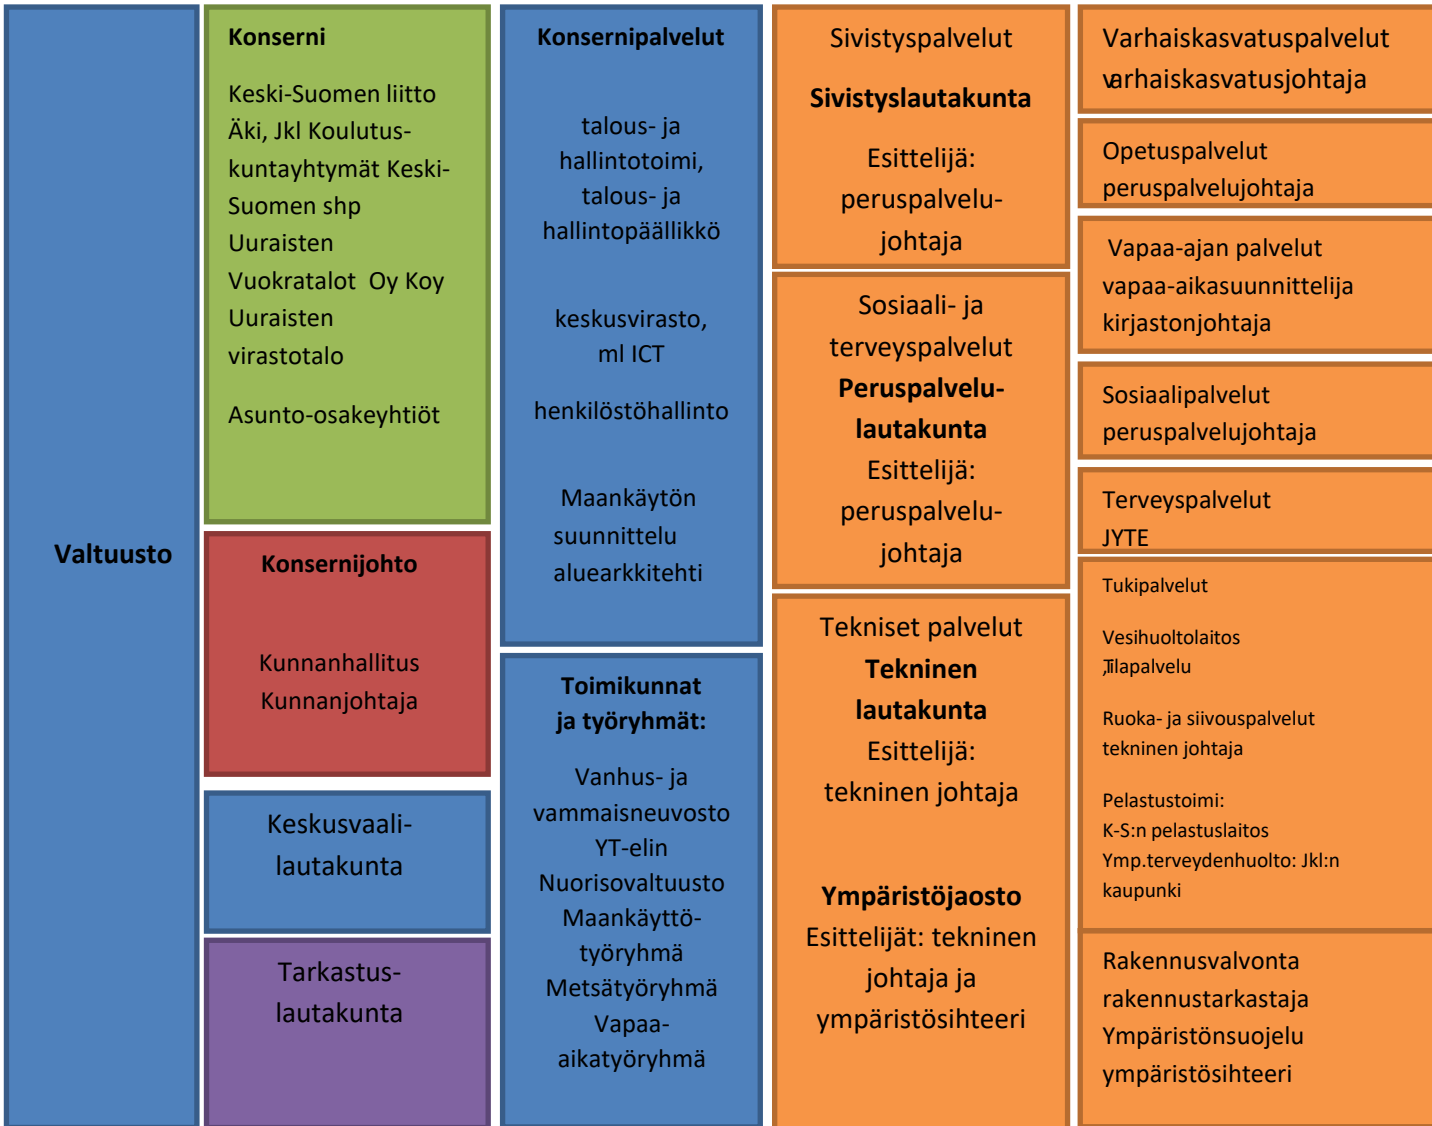 Valtuusto
Konserni
Keski-Suomen liitto
Äki, Jkl Koulutus-
kuntayhtymät Keski-
Suomen shp
Uuraisten
Vuokratalot Oy Koy
Uuraisten
virastotalo
Asunto-osakeyhtiöt
Konsernijohto
Kunnanhallitus
Kunnanjohtaja
Keskusvaali-
lautakunta
Tarkastus-
lautakunta
Konsernipalvelut
talous- ja
hallintotoimi,
talous- ja
hallintopäällikkö
keskusvirasto,
ml ICT
henkilöstöhallinto
Maankäytön
suunnittelu
aluearkkitehti
Toimikunnat
ja työryhmät:
Vanhus- ja
vammaisneuvosto
YT-elin
Nuorisovaltuusto
Maankäyttö-
työryhmä
Metsätyöryhmä
Vapaa-
aikatyöryhmä
Sivistyspalvelut
Sivistyslautakunta
Esittelijä:
peruspalvelu-
johtaja
Sosiaali- ja
terveyspalvelut
Peruspalvelu-
lautakunta
Esittelijä:
peruspalvelu-
johtaja
Tekniset palvelut
Tekninen
lautakunta
Esittelijä:
tekninen johtaja
Ympäristöjaosto
Esittelijät: tekninen
johtaja ja
ympäristösihteeri
Varhaiskasvatuspalvelut
varhaiskasvatusjohtaja
Opetuspalvelut
peruspalvelujohtaja
Vapaa-ajan palvelut
vapaa-aikasuunnittelija
kirjastonjohtaja
Sosiaalipalvelut
peruspalvelujohtaja
Terveyspalvelut
JYTE
Tukipalvelut
Vesihuoltolaitos
,Tilapalvelu
Ruoka- ja siivouspalvelut
tekninen johtaja
Pelastustoimi:
K-S:n pelastuslaitos
Ymp.terveydenhuolto: Jkl:n
kaupunki
Rakennusvalvonta
rakennustarkastaja
Ympäristönsuojelu
ympäristösihteeri